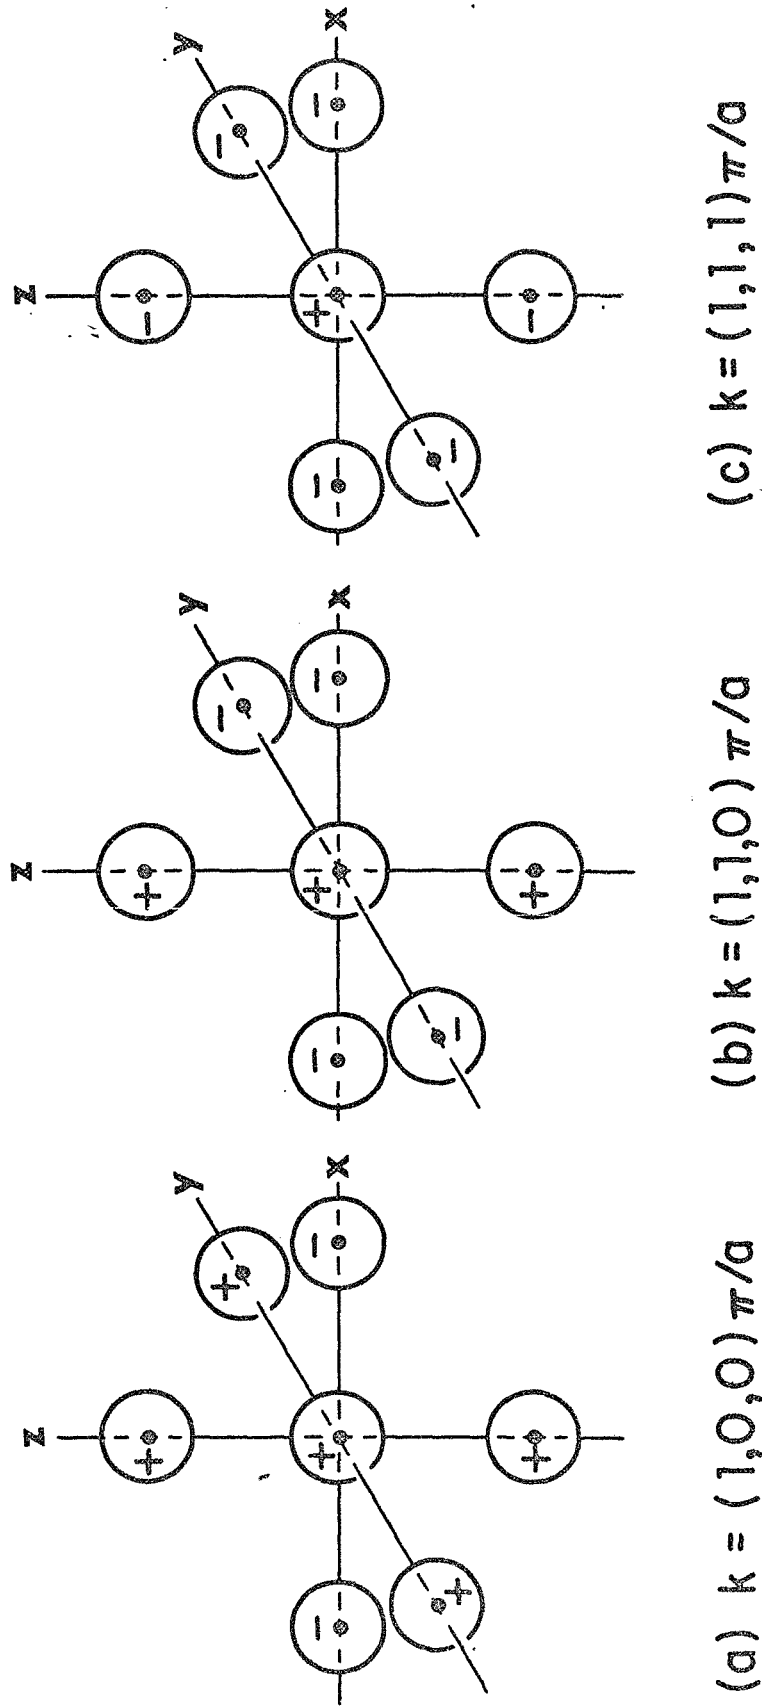 z
y
+
+
− + − x
+
+
(a) k = (1,0,0)π/a
z
y
+
−
− + − x
−
+
(b) k = (1,1,0) π/a
z
y
−
−
− + − x
−
−
(c) k = (1,1,1)π/a